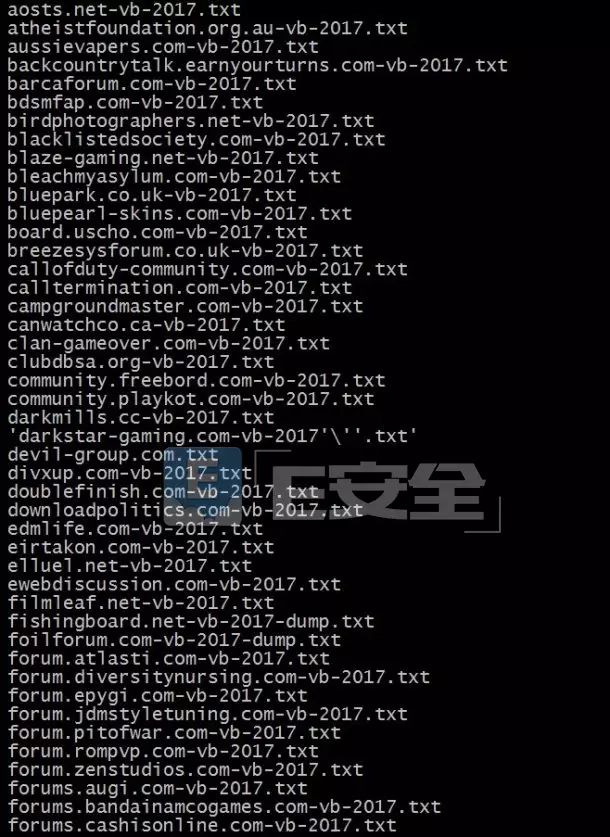 aosts.net-vb-2017.txt
atheistfoundation.org.au-vb-2017.txt
aussievapers.com-vb-2017.txt
backcountrytalk.earnyourturns.com-vb-2017.txt
barcaforum.com-vb-2017.txt
bdsmfap.com-vb-2017.txt
birdphotographers.net-vb-2017.txt
blacklistedsociety.com-vb-2017.txt
blaze-gaming.net-vb-2017.txt
bleachmyasylum.com-vb-2017.txt
bluepark.co.uk-vb-2017.txt
bluepearl-skins.com-vb-2017.txt
board.uscho.com-vb-2017.txt
breezesysforum.co.uk-vb-2017.txt
callofduty-community.com-vb-2017.txt
calltermination.com-vb-2017.txt
campgroundmaster.com-vb-2017.txt
canwatchco.ca-vb-2017.txt
clan-gameover.com-vb-2017.txt
clubdbsa.org-vb-2017.txt
community.freebord.com-vb-2017.txt
community.playkot.com-vb-2017.txt
darkmills.cc-vb-2017.txt
'darkstar-gaming.com-vb-2017'\''.txt'
devil-group.com.txt
divxup.com-vb-2017.txt
doublefinish.com-vb-2017.txt
E安全
downloadpolitics.com-vb-2017.txt
edmlife.com-vb-2017.txt
eirtakon.com-vb-2017.txt
elluel.net-vb-2017.txt
ewebdiscussion.com-vb-2017.txt
filmleaf.net-vb-2017.txt
fishingboard.net-vb-2017-dump.txt
foilforum.com-vb-2017-dump.txt
forum.atlasti.com-vb-2017.txt
forum.diversitynursing.com-vb-2017.txt
forum.epygi.com-vb-2017.txt
forum.jdmstyletuning.com-vb-2017.txt
forum.pitofwar.com-vb-2017.txt
forum.rompvp.com-vb-2017.txt
forum.zenstudios.com-vb-2017.txt
forums.augi.com-vb-2017.txt
forums.bandainamcogames.com-vb-2017.txt
forums.cashisonline.com-vb-2017.txt